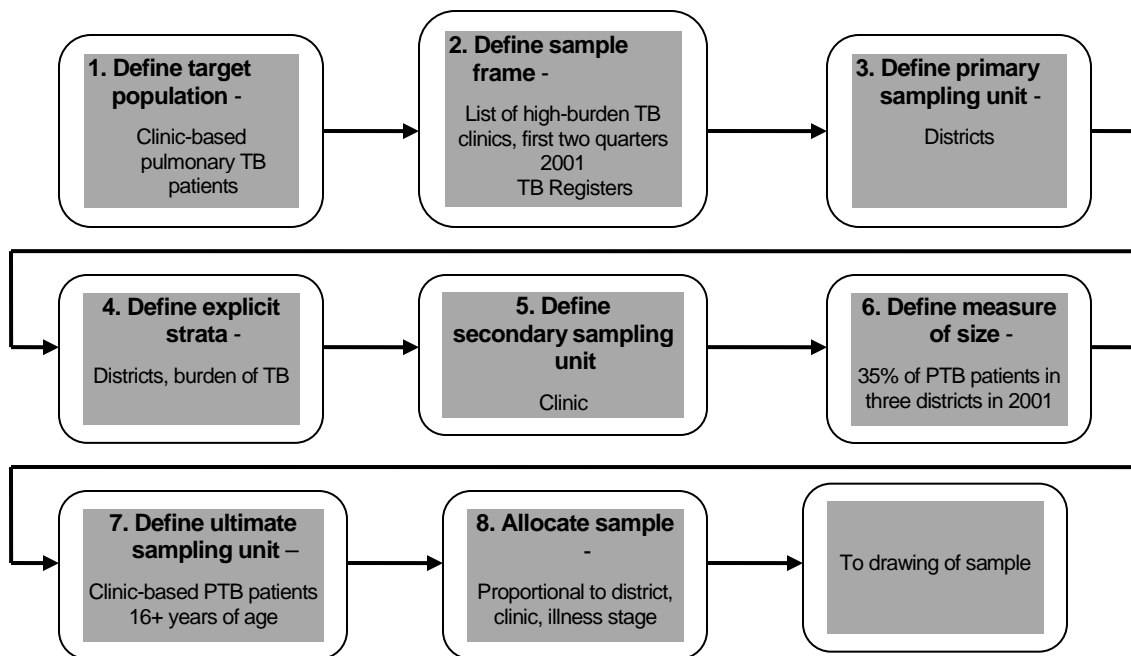 1. Define target
population -
Clinic-based
pulmonary TB
patients
2. Define sample
frame -
List of high-burden TB
clinics, first two quarters
2001
TB Registers
3. Define primary
sampling unit -
Districts
4. Define explicit
strata -
Districts, burden of TB
5. Define
secondary sampling
unit
Clinic
6. Define measure
of size -
35% of PTB patients in
three districts in 2001
7. Define ultimate
sampling unit –
Clinic-based PTB patients
16+ years of age
8. Allocate sample
-
Proportional to district,
clinic, illness stage
To drawing of sample